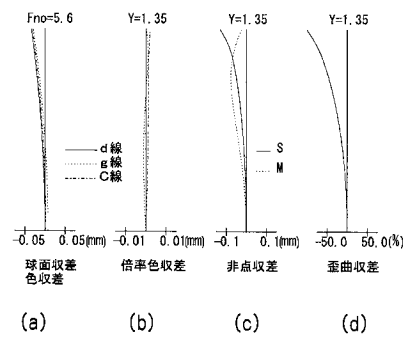 Fno=5.6 Y=1.35 Y=1.35 Y=1.35
d線
g線
C線
S
M
-0.05 0.05(mm) -0.01 0.01(mm) -0.1 0.1(mm) -50.0 50.0(%)
球面収差 倍率色収差 非点収差 歪曲収差
色収差
(a) (b) (c) (d)